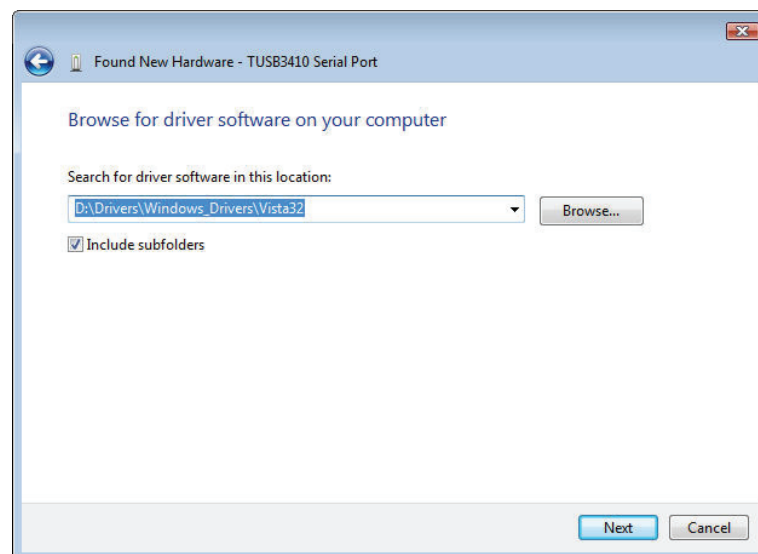 Found New Hardware - TUSB3410 Serial Port
Browse for driver software on your computer
Search for driver software in this location:
D:\Drivers\Windows_Drivers\Vista32
Browse...
Include subfolders
Next
Cancel